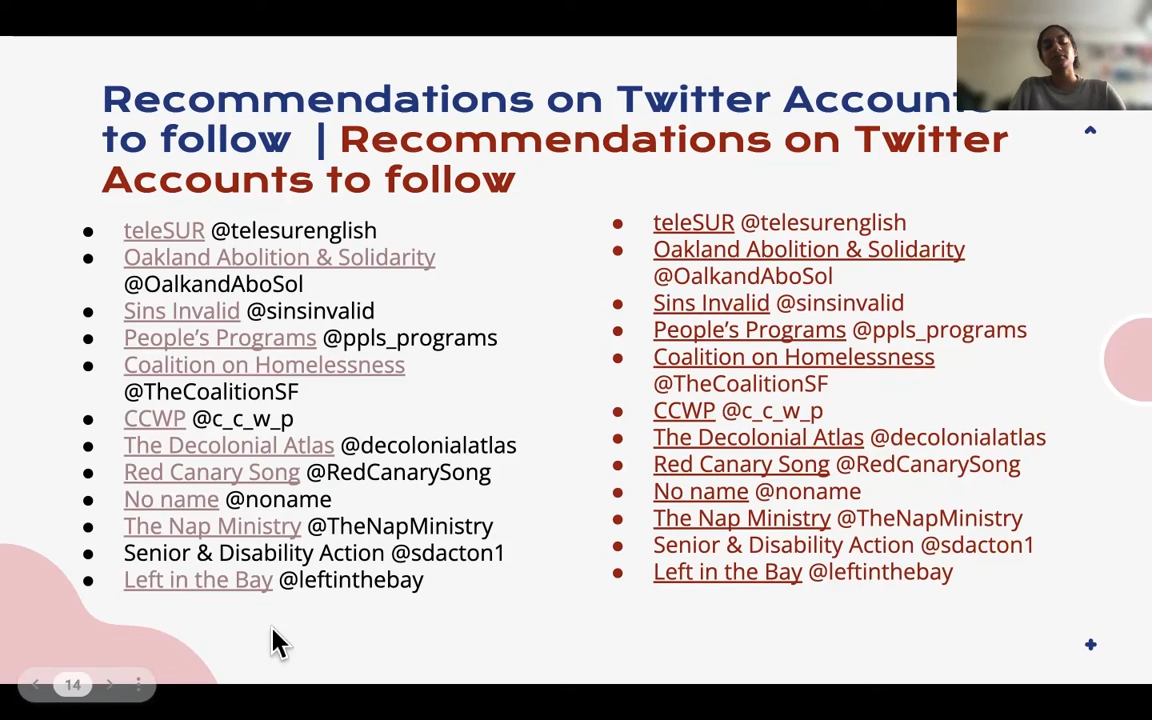 Recommendations on Twitter Account
to follow | Recommendations on Twitter
Accounts to follow
teleSUR @telesurenglish
Oakland Abolition & Solidarity
@OalkandAboSol
Sins Invalid @sinsinvalid
People's Programs @ppls_programs
Coalition on Homelessness
@TheCoalitionSF
CCWP @c_c_w_p
The Decolonial Atlas @decolonialatlas
Red Canary Song @RedCanarySong
No name @noname
The Nap Ministry @TheNapMinistry
Senior & Disability Action @sdacton1
Left in the Bay @leftinthebay
teleSUR @telesurenglish
Oakland Abolition & Solidarity
@OalkandAboSol
Sins Invalid @sinsinvalid
People's Programs @ppls_programs
Coalition on Homelessness
@TheCoalitionSF
CCWP @c_c_w_p
The Decolonial Atlas @decolonialatlas
Red Canary Song @RedCanarySong
No name @noname
The Nap Ministry @TheNapMinistry
Senior & Disability Action @sdacton1
Left in the Bay @leftinthebay
14